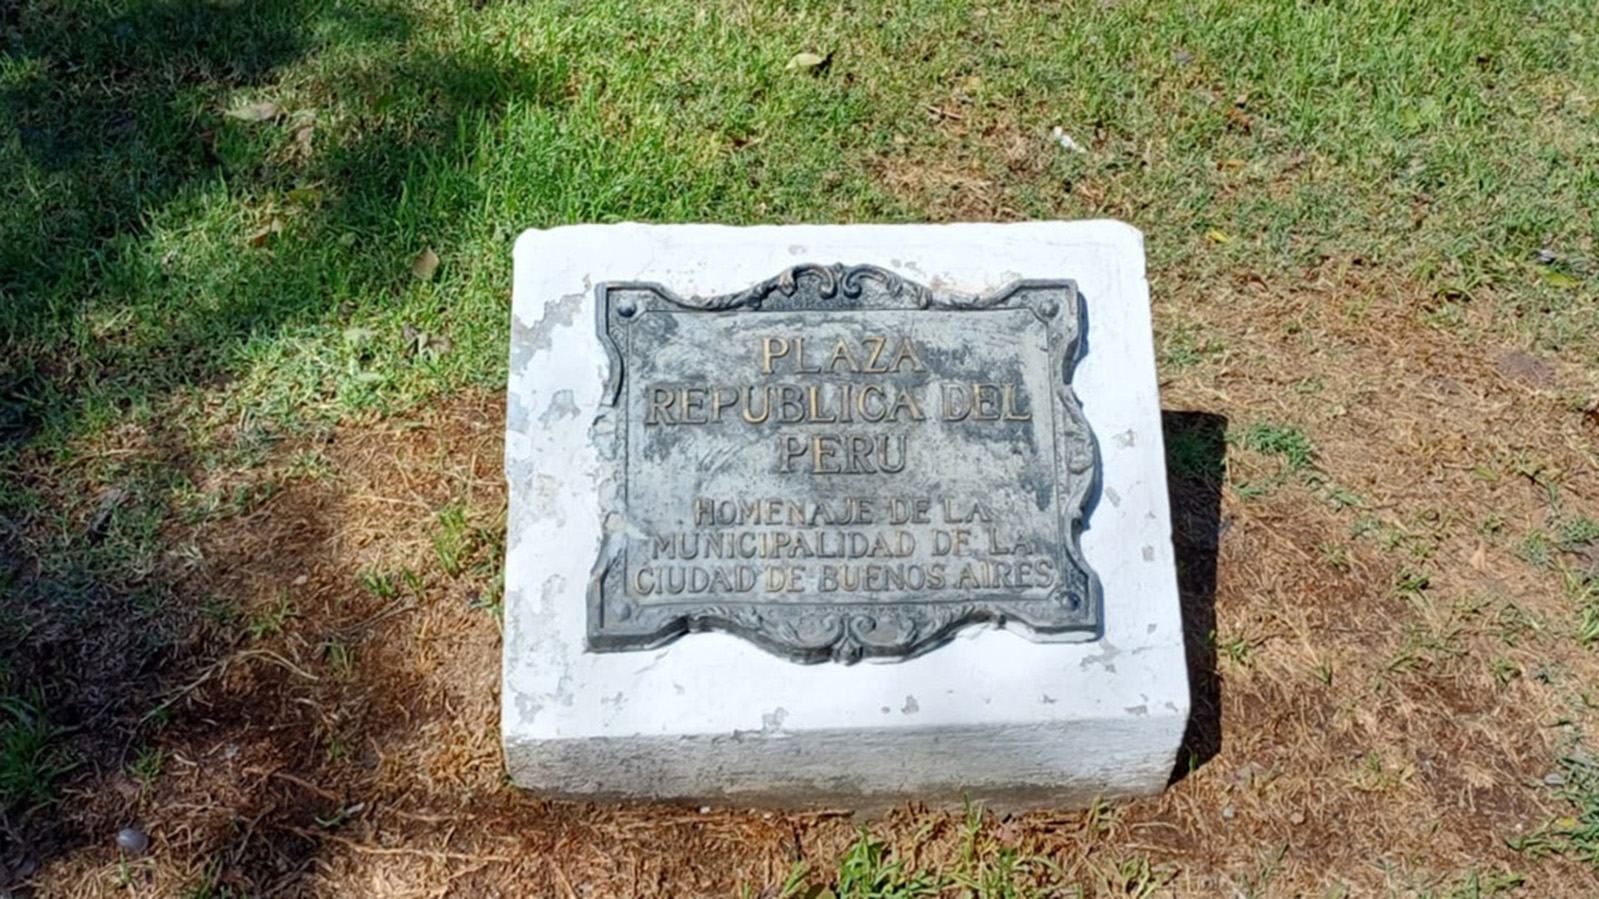 PLAZA
REPUBLICA DEL
PERU
HOMENAJE DE LA
MUNICIPALIDAD DE LA
CIUDAD DE BUENOS AIRES